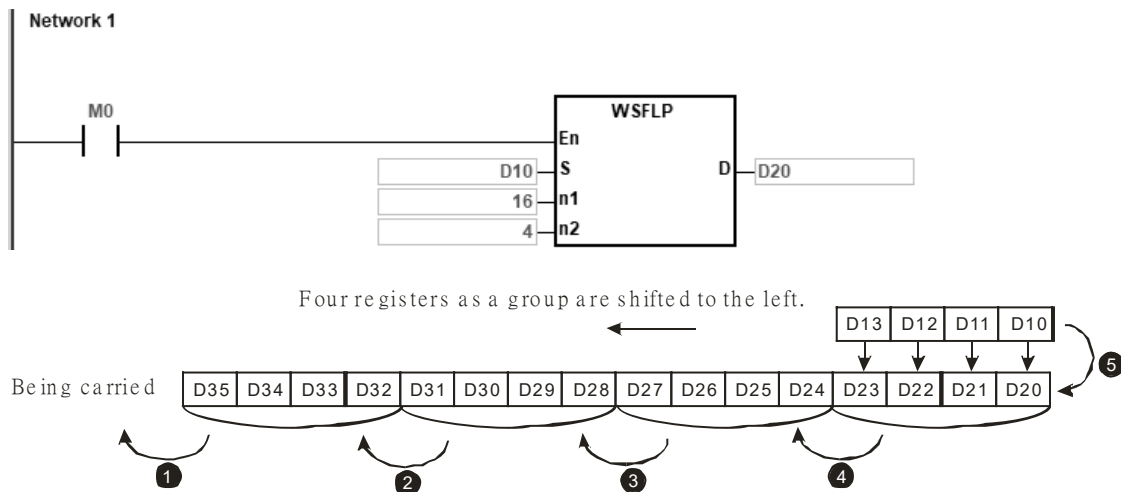 Network 1
M0
WSFLP
En
D10 S D D20
16 n1
4 n2
Four registers as a group are shifted to the left.
D13 D12 D11 D10
5
Being carried D35 D34 D33 D32 D31 D30 D29 D28 D27 D26 D25 D24 D23 D22 D21 D20
1 2 3 4